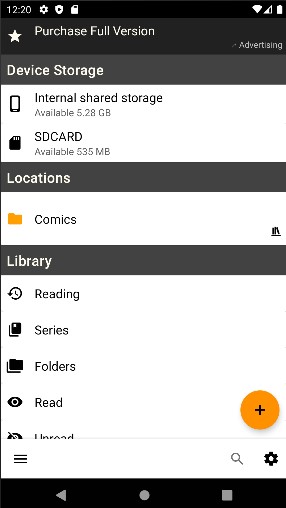 12:20
Purchase Full Version
Advertising
Device Storage
Internal shared storage
Available 5.28 GB
SDCARD
Available 535 MB
Locations
Comics
Library
Reading
Series
Folders
Read
Unread